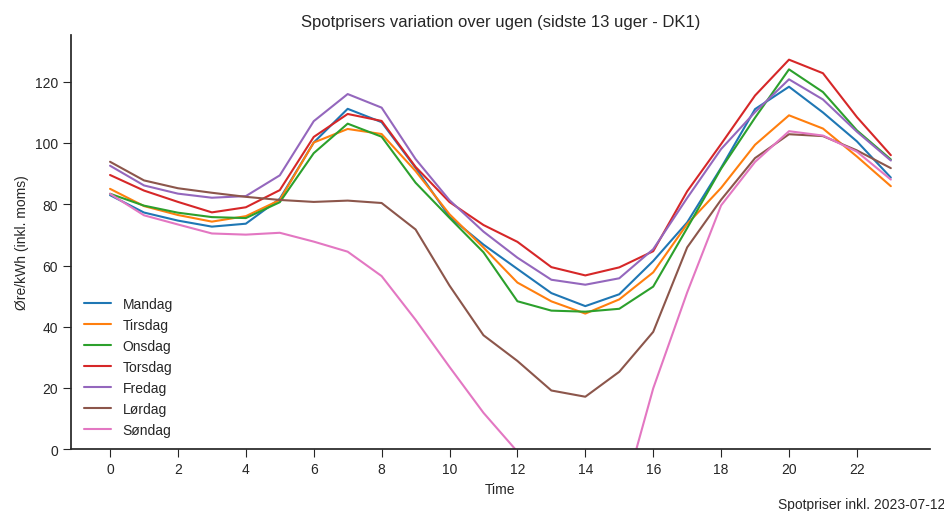 Spotprisers variation over ugen (sidste 13 uger - DK1)
Øre/kWh (inkl. moms)
120
100
80
60
40
20
0
Mandag
Tirsdag
Onsdag
Torsdag
Fredag
Lørdag
Søndag
0 2 4 6 8 10 12 14 16 18 20 22
Time
Spotpriser inkl. 2023-07-12